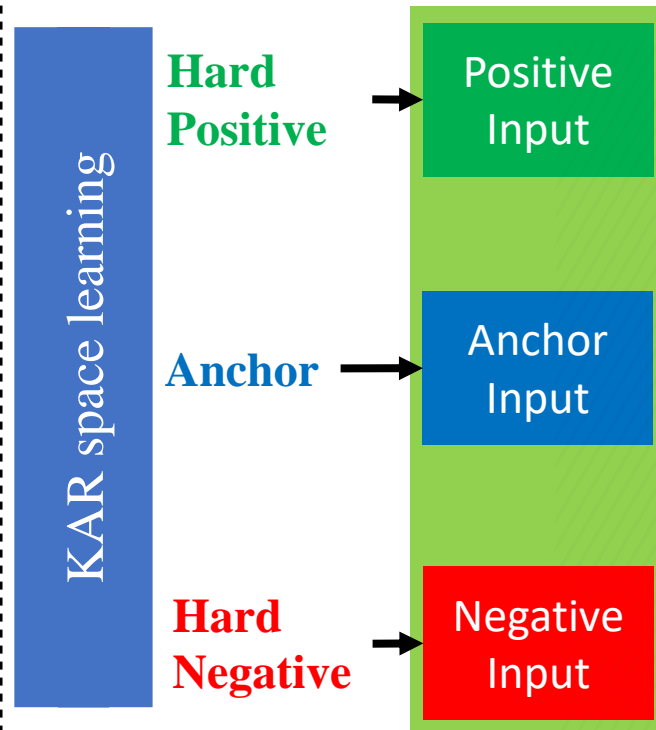 KAR space learning
Hard
Positive
Positive
Input
Anchor
Anchor
Input
Hard
Negative
Negative
Input